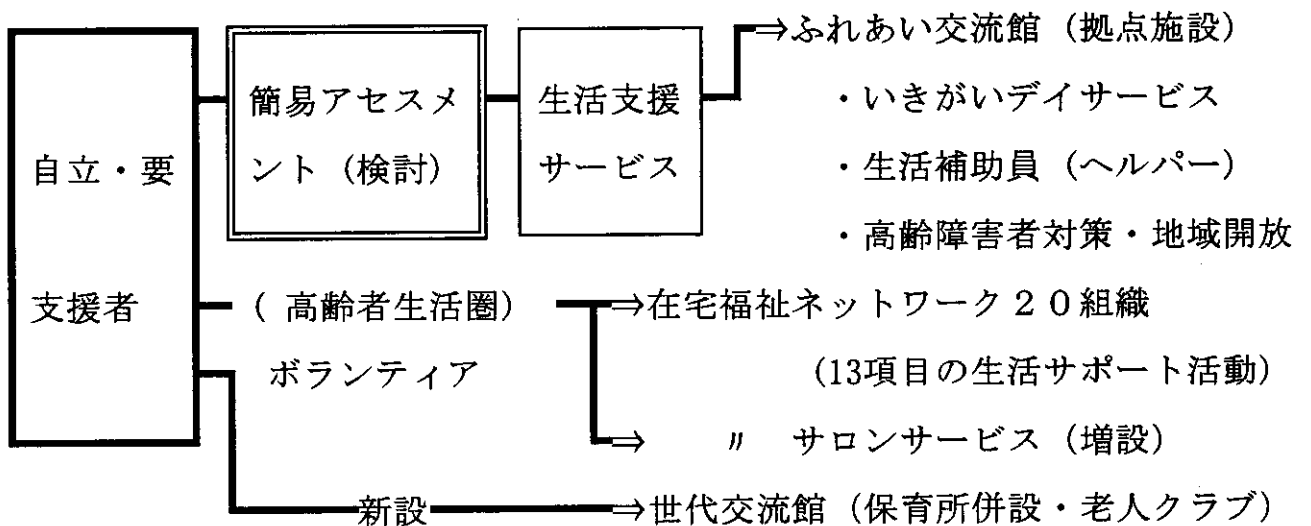 ⇒ふれあい交流館（拠点施設）
簡易アセスメ
ント（検討）
生活支援
サービス
・いきがいデイサービス
・生活補助員（ヘルパー）
・高齢障害者対策・地域開放
自立・要
支援者
（高齢者生活圏）
ボランティア
⇒在宅福祉ネットワーク２０組織
（13項目の生活サポート活動）
⇒　〃　サロンサービス（増設）
新設
⇒世代交流館（保育所併設・老人クラブ）